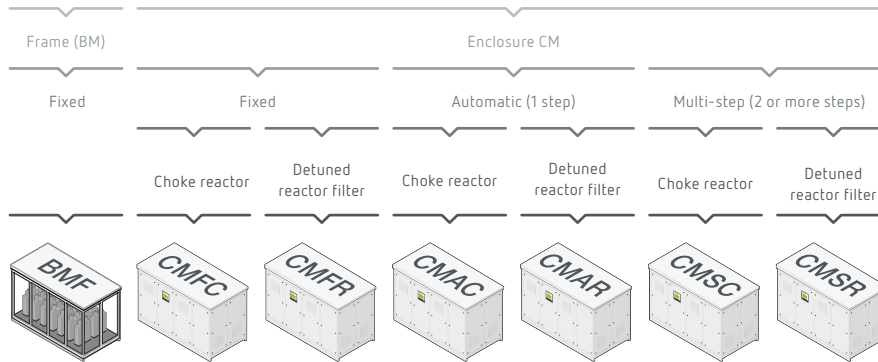 Frame (BM)
Enclosure CM
Fixed
Fixed
Automatic (1 step)
Multi-step (2 or more steps)
Choke reactor
Detuned
reactor filter
Choke reactor
Detuned
reactor filter
Choke reactor
Detuned
reactor filter
BMF
CMFC
CMFR
CMAC
CMAR
CMSC
CMSR